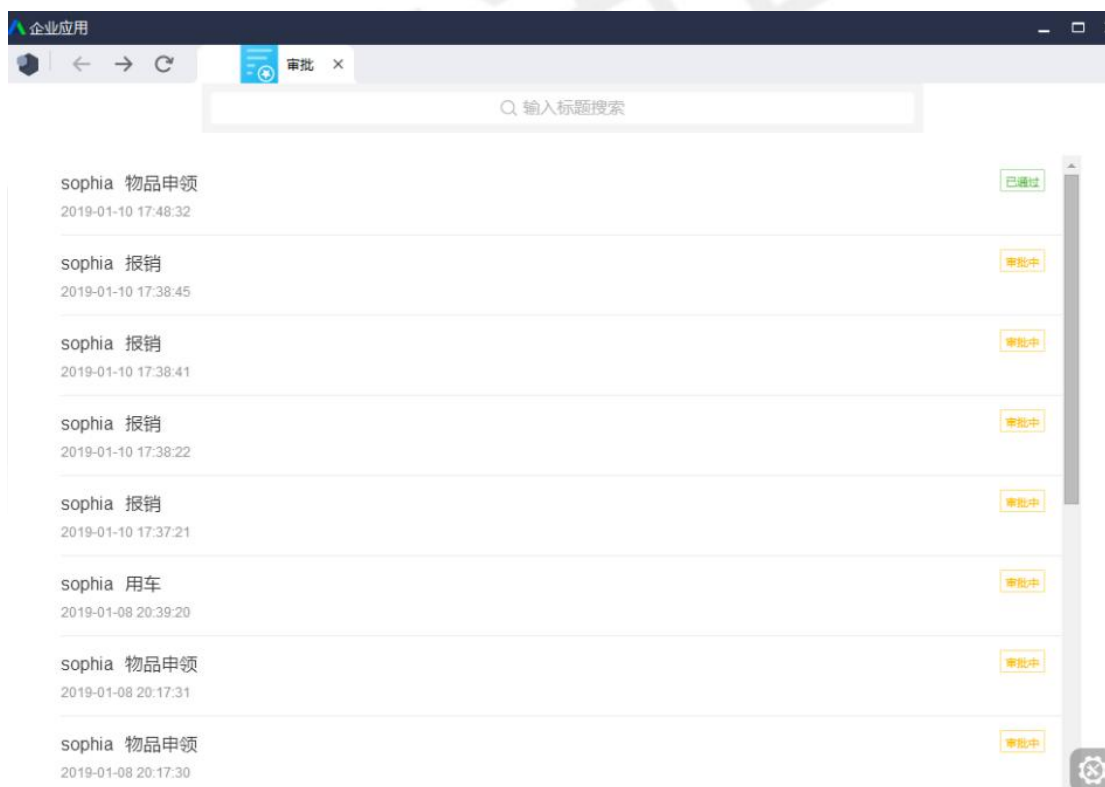 企业应用
审批
输入标题搜索
sophia 物品申领
已通过
2019-01-10 17:48:32
sophia 报销
审批中
2019-01-10 17:38:45
sophia 报销
审批中
2019-01-10 17:38:41
sophia 报销
审批中
2019-01-10 17:38:22
sophia 报销
审批中
2019-01-10 17:37:21
sophia 用车
审批中
2019-01-08 20:39:20
sophia 物品申领
审批中
2019-01-08 20:17:31
sophia 物品申领
审批中
2019-01-08 20:17:30